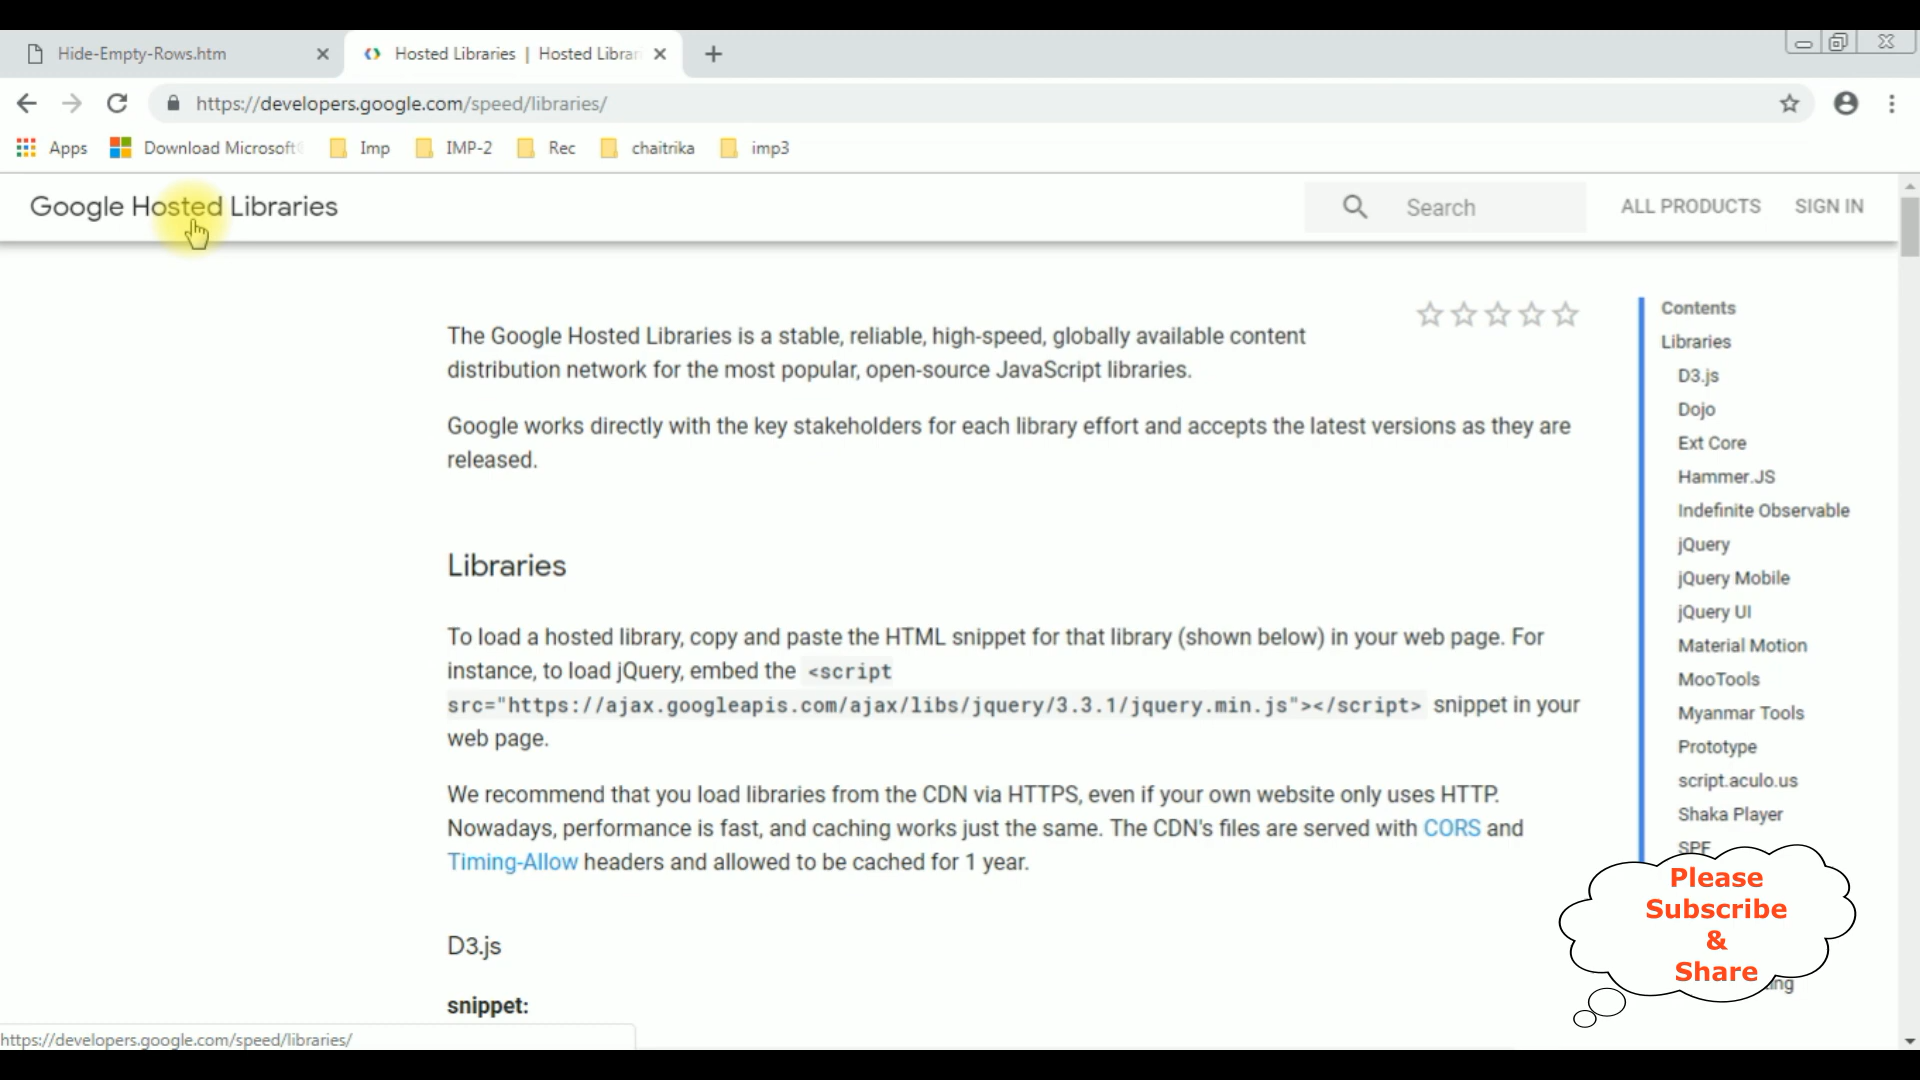 Hide-Empty-Rows.htm
Hosted Libraries | Hosted Librar
https://developers.google.com/speed/libraries/
Apps
Download Microsoft
Imp
IMP-2
Rec
chaitrika
imp3
Google Hosted Libraries
Search
ALL PRODUCTS
SIGN IN
The Google Hosted Libraries is a stable, reliable, high-speed, globally available content
distribution network for the most popular, open-source JavaScript libraries.
Google works directly with the key stakeholders for each library effort and accepts the latest versions as they are
released.
Libraries
To load a hosted library, copy and paste the HTML snippet for that library (shown below) in your web page. For
instance, to load jQuery, embed the <script
src="https://ajax.googleapis.com/ajax/libs/jquery/3.3.1/jquery.min.js"></script> snippet in your
web page.
We recommend that you load libraries from the CDN via HTTPS, even if your own website only uses HTTP.
Nowadays, performance is fast, and caching works just the same. The CDN's files are served with CORS and
Timing-Allow headers and allowed to be cached for 1 year.
D3.js
snippet:
Contents
Libraries
D3.js
Dojo
Ext Core
Hammer.JS
Indefinite Observable
jQuery
jQuery Mobile
jQuery UI
Material Motion
MooTools
Myanmar Tools
Prototype
script.aculo.us
Shaka Player
SPF
Please
Subscribe
&
Share
https://developers.google.com/speed/libraries/